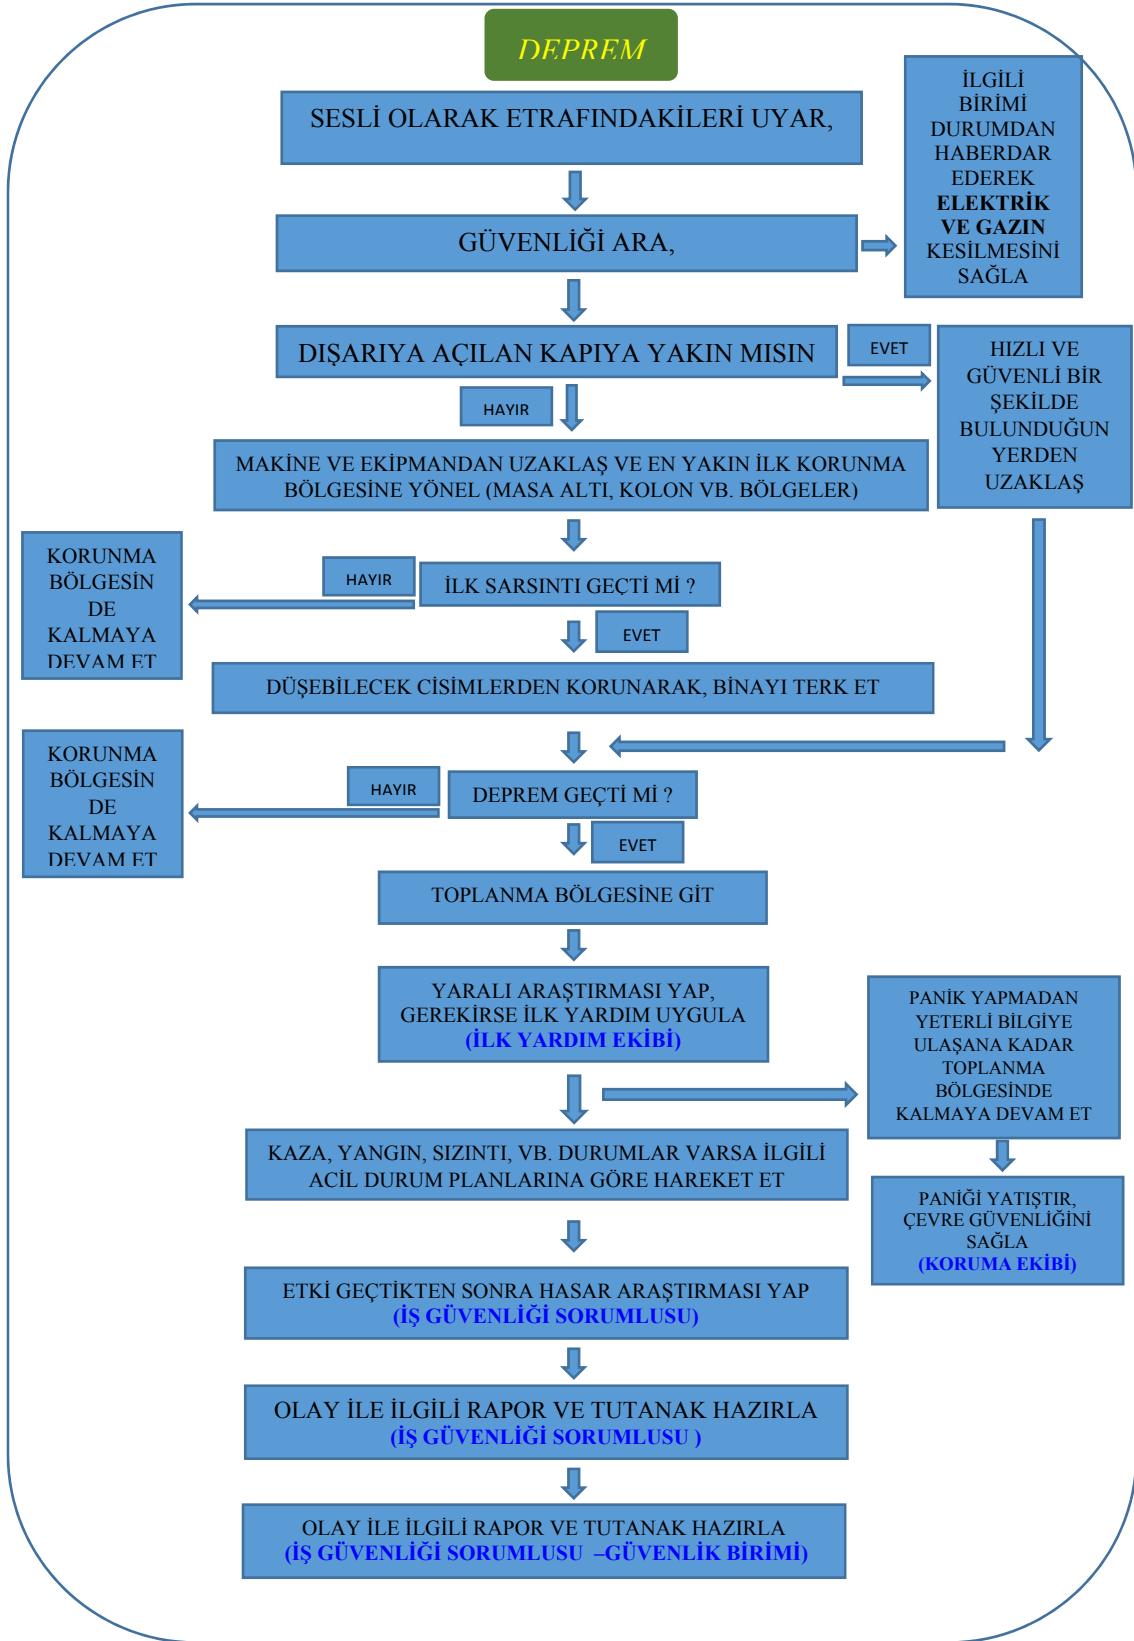 DEPREM
SESLİ OLARAK ETRAFINDAKİLERİ UYAR,
İLGİLİ
BİRİMİ
DURUMDAN
HABERDAR
EDEREK
ELEKTRİK
VE GAZIN
KESİLMESİNİ
SAĞLA
GÜVENLİĞİ ARA,
DIŞARIYA AÇILAN KAPIYA YAKIN MISIN
EVET
HIZLI VE
GÜVENLİ BİR
ŞEKİLDE
BULUNDUĞUN
YERDEN
UZAKLAŞ
HAYIR
MAKİNE VE EKİPMANDAN UZAKLAŞ VE EN YAKIN İLK KORUNMA
BÖLGESİNE YÖNEL (MASA ALTI, KOLON VB. BÖLGELER)
İLK SARSINTI GEÇTİ Mİ ?
HAYIR
KORUNMA
BÖLGESİN
DE
KALMAYA
DEVAM ET
EVET
DÜŞEBİLECEK CİSİMLERDEN KORUNARAK, BİNAYI TERK ET
DEPREM GEÇTİ Mİ ?
HAYIR
KORUNMA
BÖLGESİN
DE
KALMAYA
DEVAM ET
EVET
TOPLANMA BÖLGESİNE GİT
YARALI ARAŞTIRMASI YAP,
GEREKİRSE İLK YARDIM UYGULA
(İLK YARDIM EKİBİ)
PANİK YAPMADAN
YETERLİ BİLGİYE
ULAŞANA KADAR
TOPLANMA
BÖLGESİNDE
KALMAYA DEVAM ET
KAZA, YANGIN, SIZINTI, VB. DURUMLAR VARSA İLGİLİ
ACİL DURUM PLANLARINA GÖRE HAREKET ET
PANİĞİ YATIŞTIR,
ÇEVRE GÜVENLİĞİNİ
SAĞLA
(KORUMA EKİBİ)
ETKİ GEÇTİKTEN SONRA HASAR ARAŞTIRMASI YAP
(İŞ GÜVENLİĞİ SORUMLUSU)
OLAY İLE İLGİLİ RAPOR VE TUTANAK HAZIRLA
(İŞ GÜVENLİĞİ SORUMLUSU )
OLAY İLE İLGİLİ RAPOR VE TUTANAK HAZIRLA
(İŞ GÜVENLİĞİ SORUMLUSU –GÜVENLİK BİRİMİ)